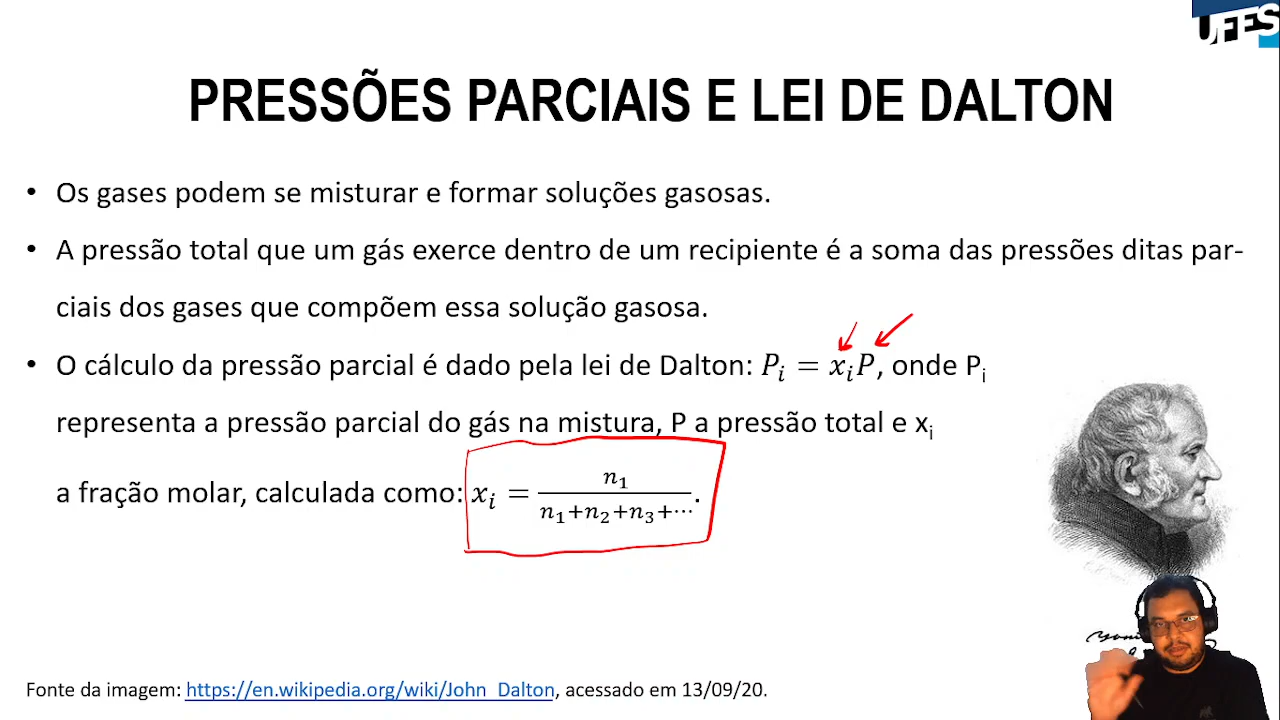 UFES
PRESSÕES PARCIAIS E LEI DE DALTON
• Os gases podem se misturar e formar soluções gasosas.
• A pressão total que um gás exerce dentro de um recipiente é a soma das pressões ditas par-
ciais dos gases que compõem essa solução gasosa.
• O cálculo da pressão parcial é dado pela lei de Dalton: Pᵢ = xᵢP, onde Pᵢ
representa a pressão parcial do gás na mistura, P a pressão total e xᵢ
a fração molar, calculada como: xᵢ = n₁/(n₁+n₂+n₃+⋯).
Fonte da imagem: https://en.wikipedia.org/wiki/John_Dalton, acessado em 13/09/20.